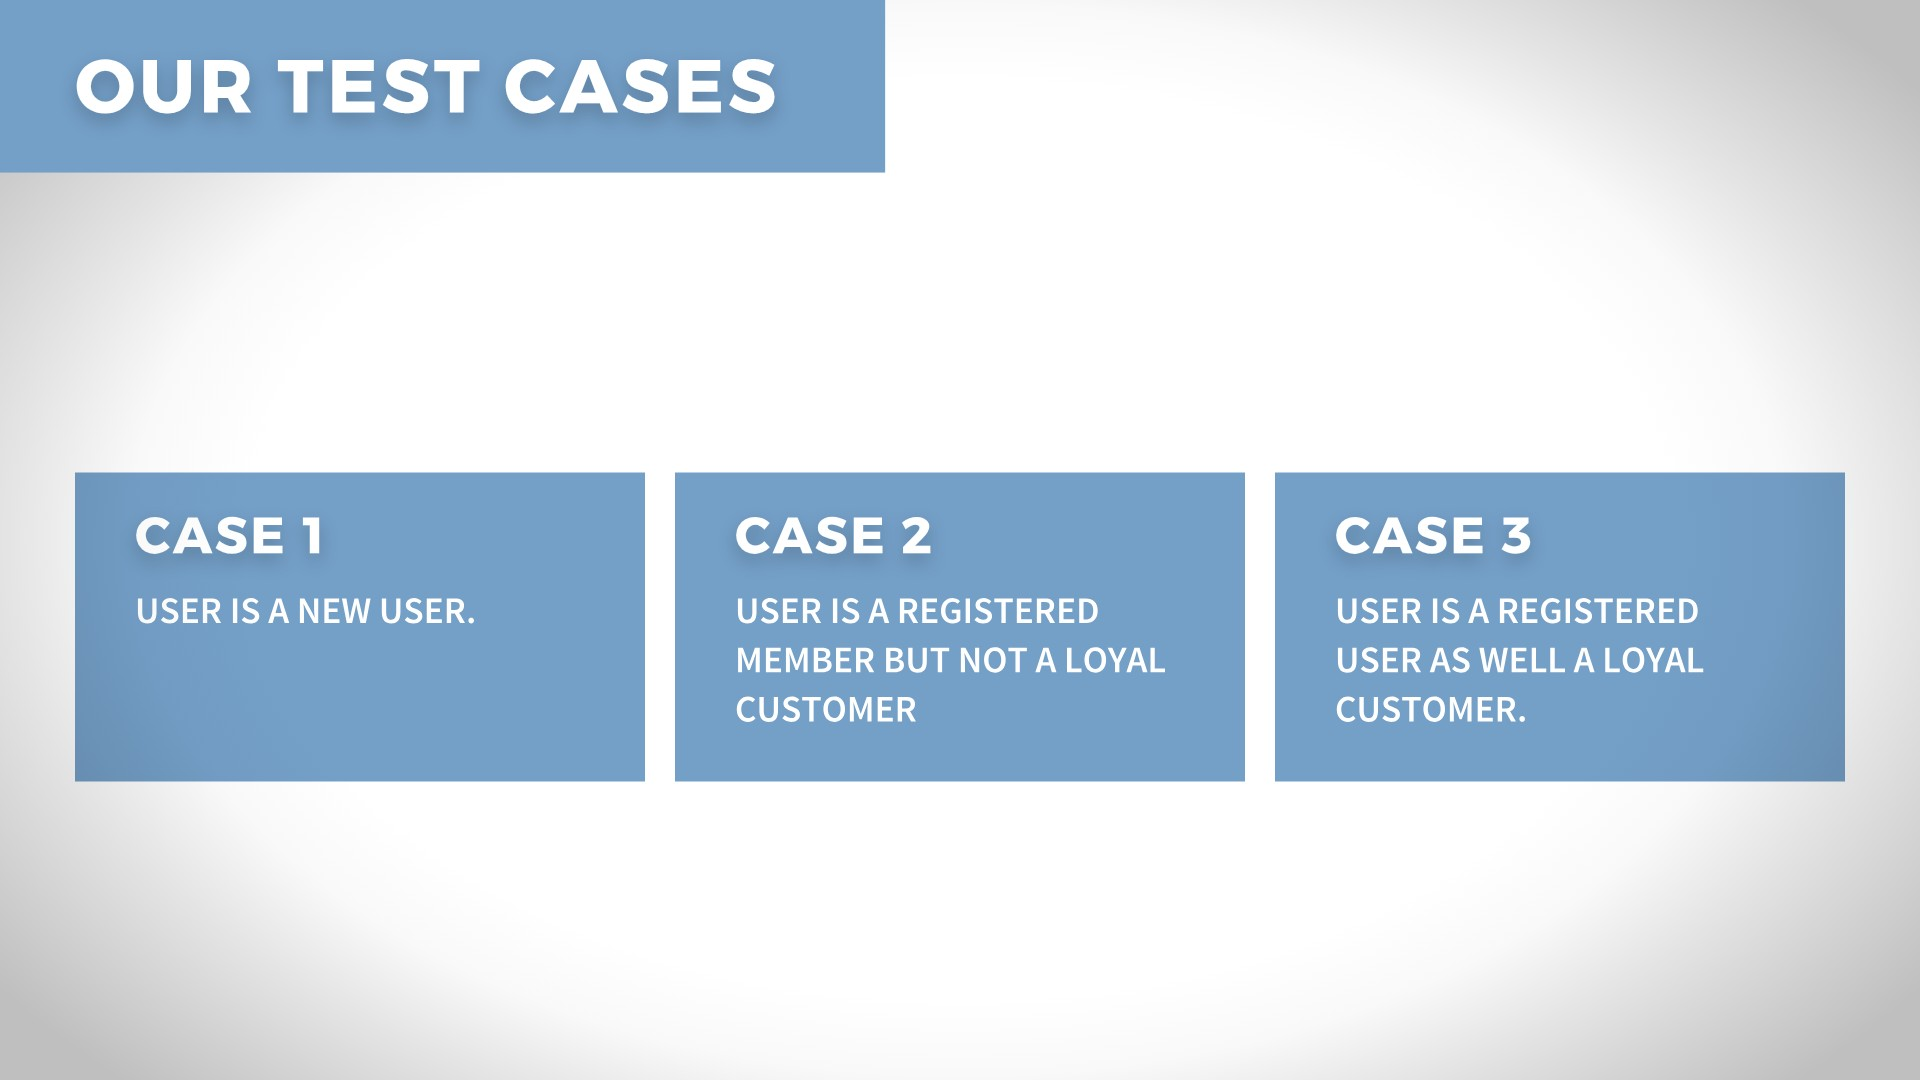 OUR TEST CASES
CASE 1
USER IS A NEW USER.
CASE 2
USER IS A REGISTERED
MEMBER BUT NOT A LOYAL
CUSTOMER
CASE 3
USER IS A REGISTERED
USER AS WELL A LOYAL
CUSTOMER.